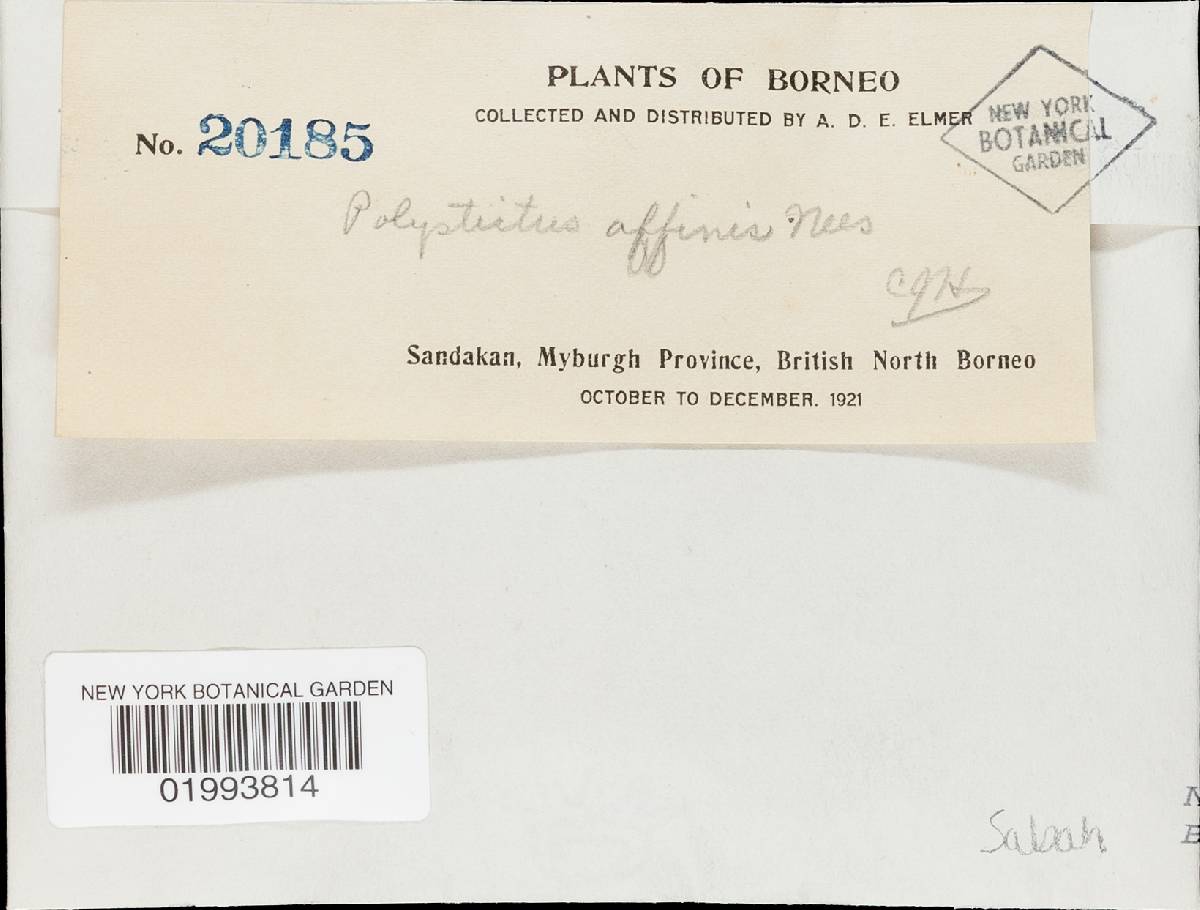 PLANTS OF BORNEO
COLLECTED AND DISTRIBUTED BY A. D. E. ELMER
NEW YORK
BOTANICAL
GARDEN
No. 20185
Polystictus affinis Nees
CJH
Sandakan, Myburgh Province, British North Borneo
OCTOBER TO DECEMBER. 1921
NEW YORK BOTANICAL GARDEN
01993814
Sabah